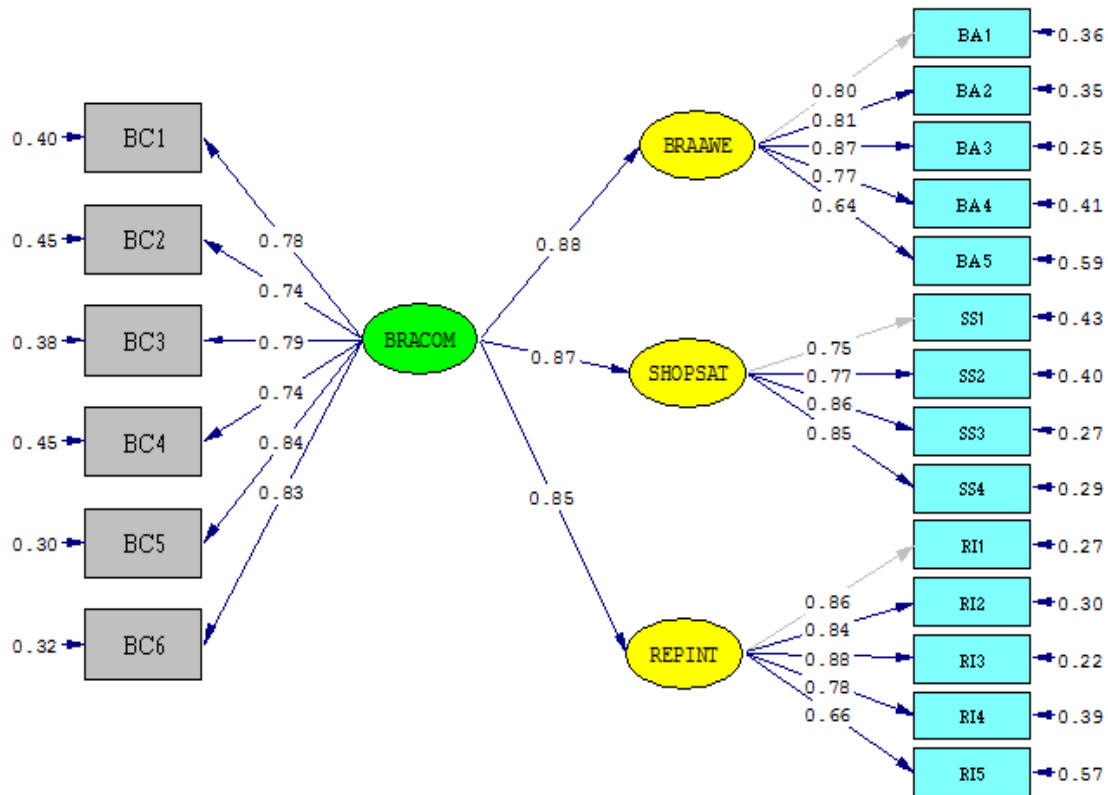 0.40 BC1
0.45 BC2
0.38 BC3
0.45 BC4
0.30 BC5
0.32 BC6
0.78
0.74
0.79
0.74
0.84
0.83
BRACOM
0.88
0.87
0.85
BRAAWE
0.80
0.81
0.87
0.77
0.64
BA1 0.36
BA2 0.35
BA3 0.25
BA4 0.41
BA5 0.59
SHOPSAT
0.75
0.77
0.86
0.85
SS1 0.43
SS2 0.40
SS3 0.27
SS4 0.29
REPINT
0.86
0.84
0.88
0.78
0.66
RI1 0.27
RI2 0.30
RI3 0.22
RI4 0.39
RI5 0.57